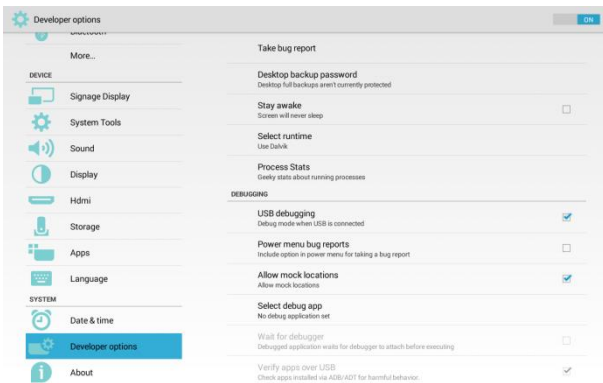 Developer options
ON
Bluetooth
More...
DEVICE
Signage Display
System Tools
Sound
Display
Hdmi
Storage
Apps
Language
SYSTEM
Date & time
Developer options
About
Take bug report
Desktop backup password
Desktop full backups aren't currently protected
Stay awake
Screen will never sleep
Select runtime
Use Dalvik
Process Stats
Geeky stats about running processes
DEBUGGING
USB debugging
Debug mode when USB is connected
Power menu bug reports
Include option in power menu for taking a bug report
Allow mock locations
Allow mock locations
Select debug app
No debug application set
Wait for debugger
Debugged application waits for debugger to attach before executing
Verify apps over USB
Check apps installed via ADB/ADT for harmful behavior.